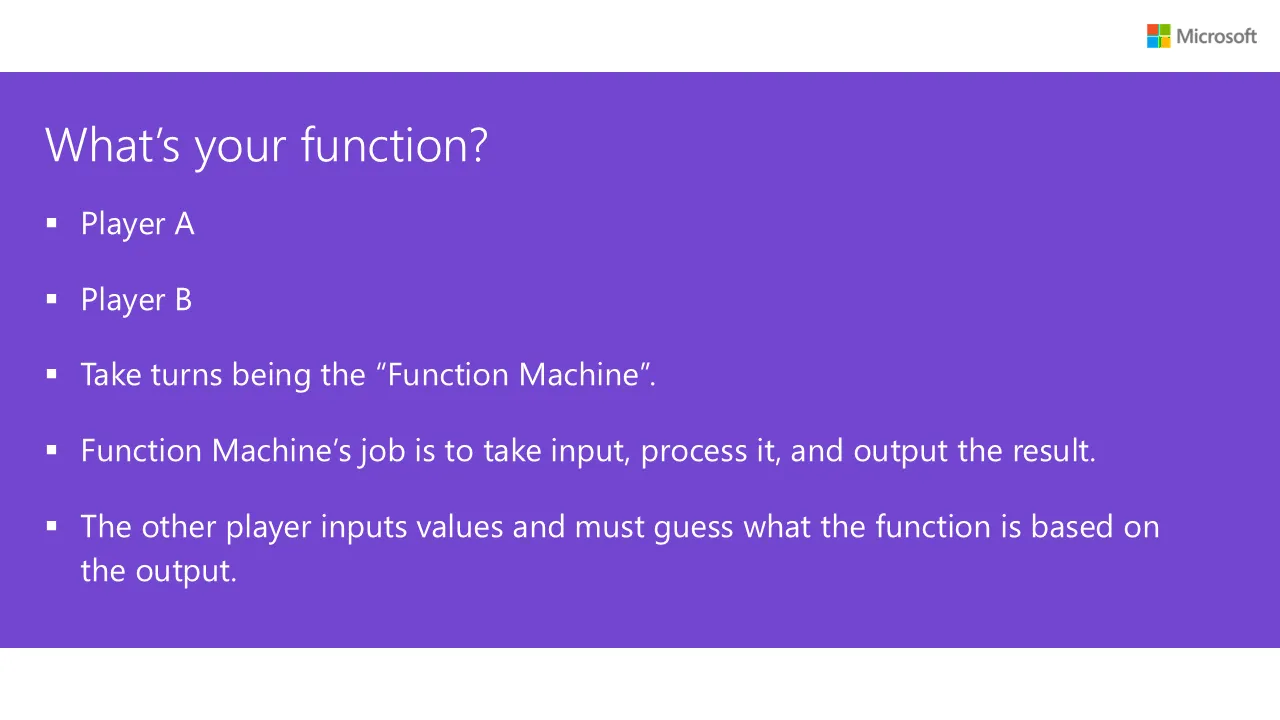 Microsoft
What’s your function?
▪ Player A
▪ Player B
▪ Take turns being the “Function Machine”.
▪ Function Machine’s job is to take input, process it, and output the result.
▪ The other player inputs values and must guess what the function is based on
the output.